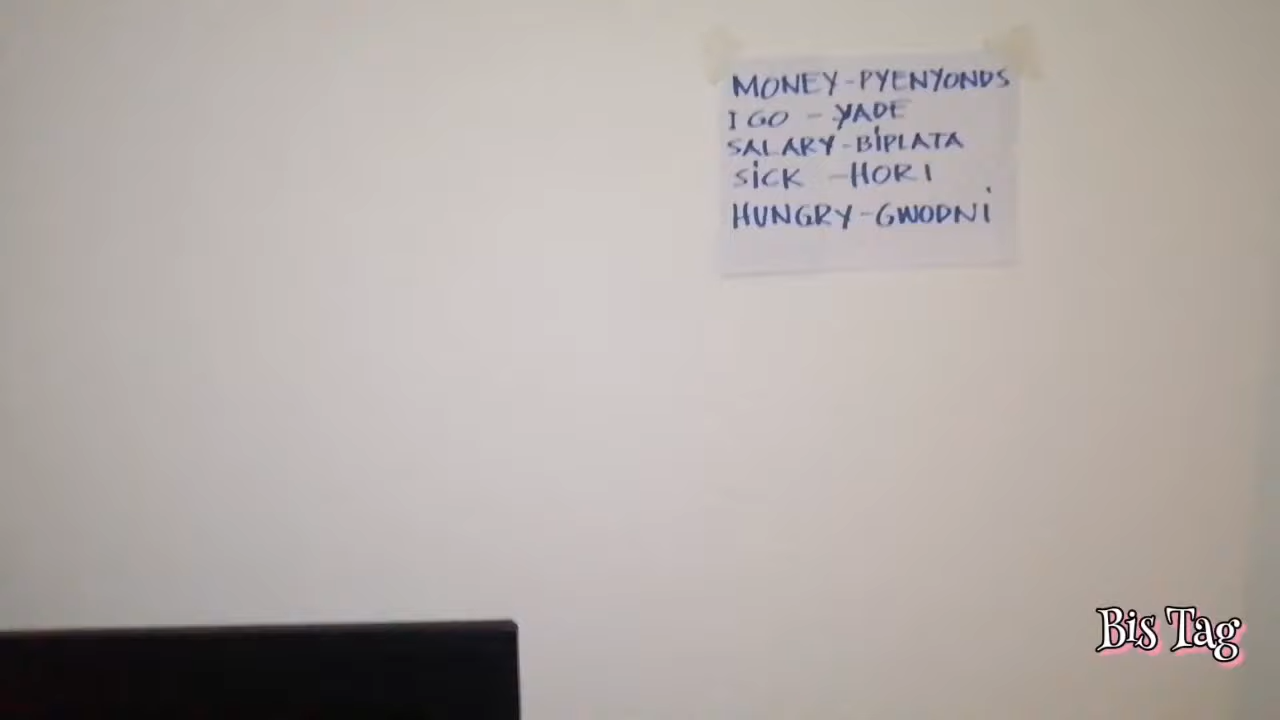 MONEY-PYENYONDS
I GO - YADE
SALARY-BIPLATA
SICK -HORI
HUNGRY-GWODNI
Bis Tag